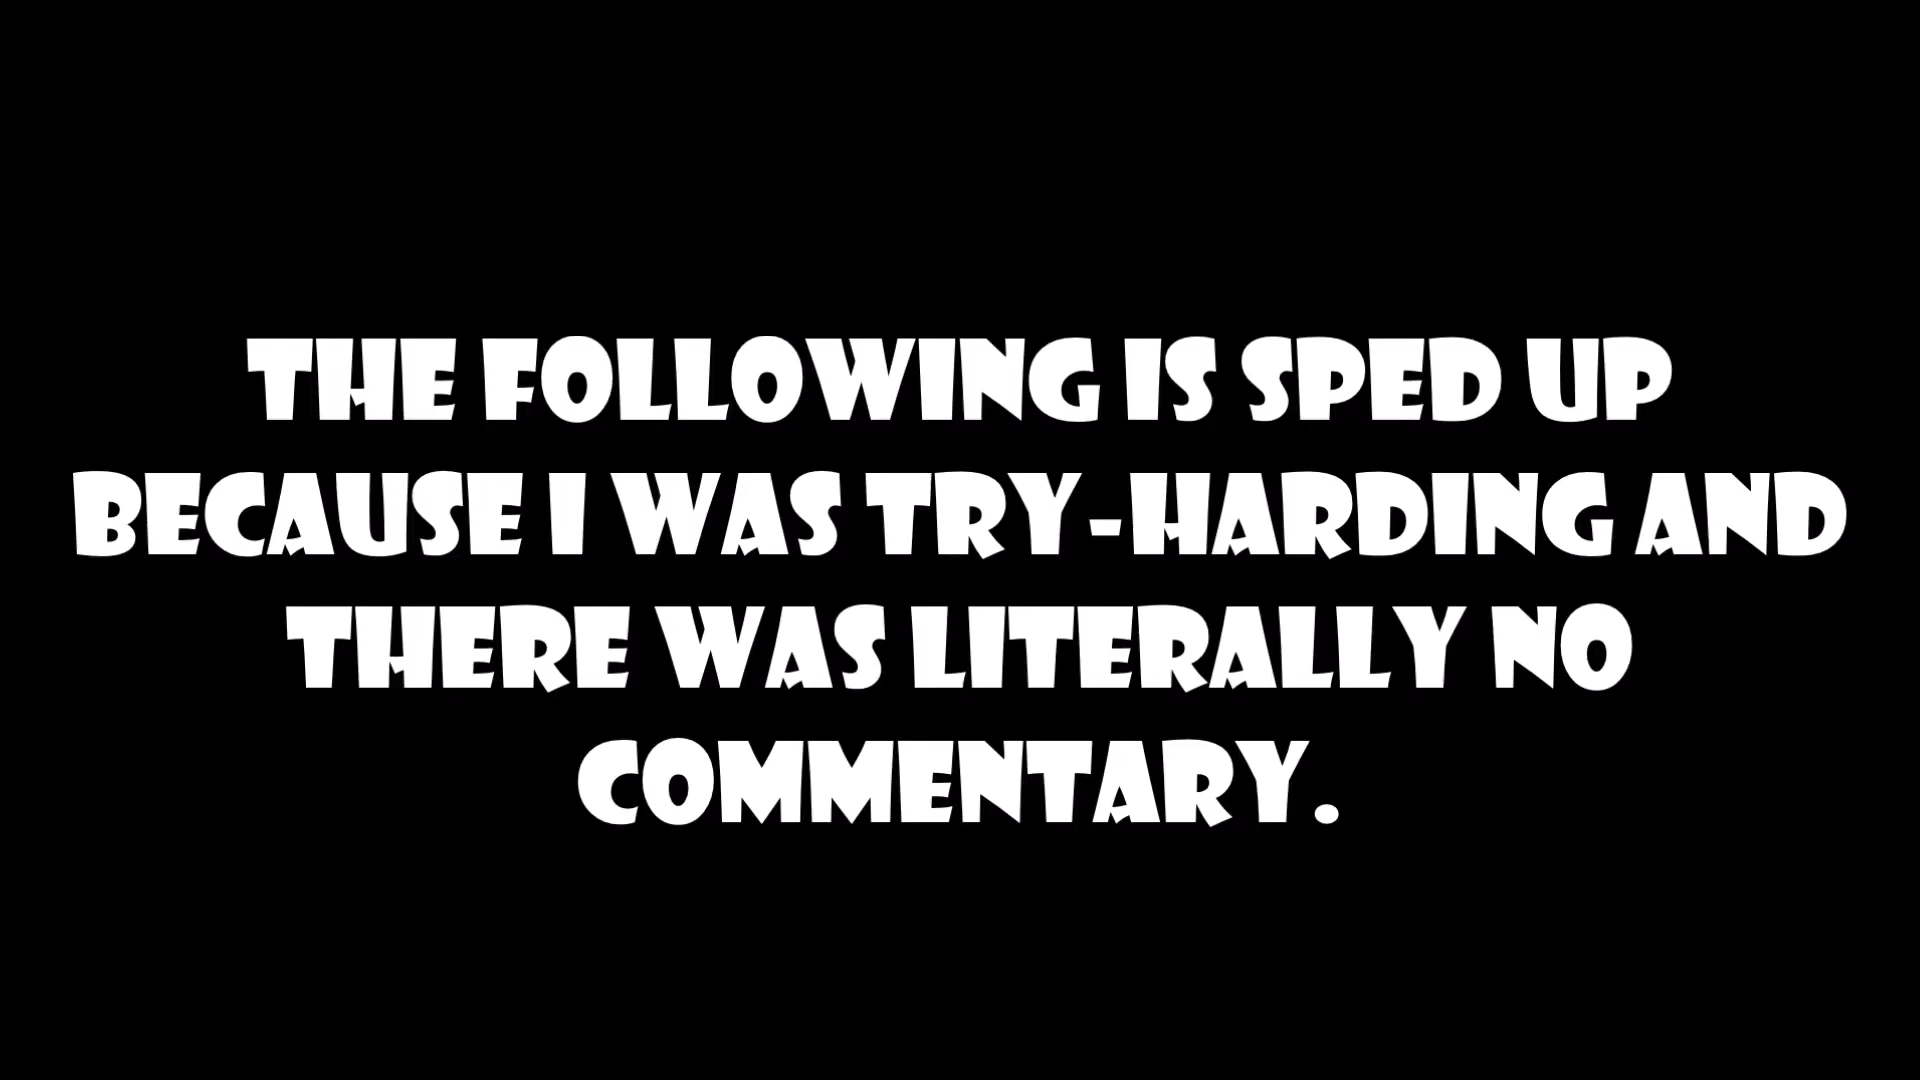 THE FOLLOWING IS SPED UP
BECAUSE I WAS TRY-HARDING AND
THERE WAS LITERALLY NO
COMMENTARY.